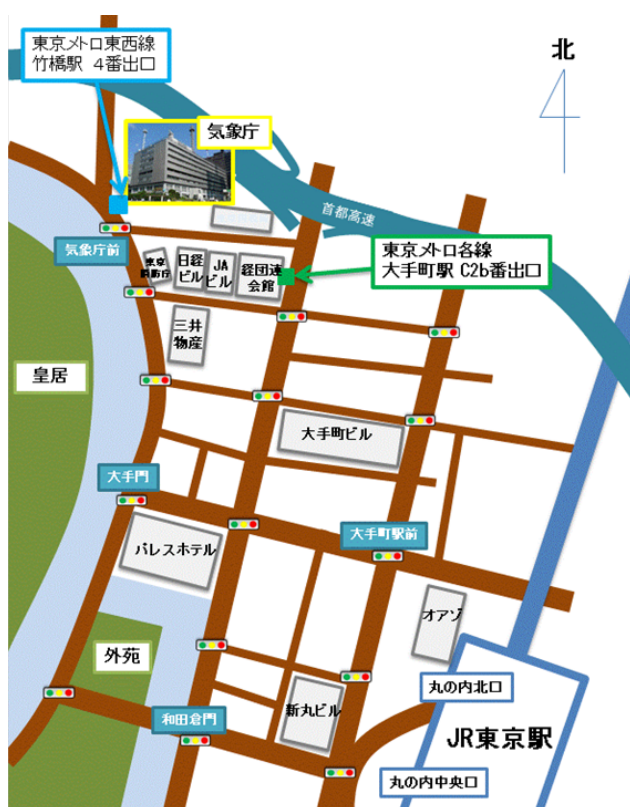 東京メトロ東西線
竹橋駅 4番出口
北
気象庁
首都高速
気象庁前
東京
消防庁
日経
ビル
JA
ビル
経団連
会館
東京メトロ各線
大手町駅 C2b番出口
三井
物産
皇居
大手町ビル
大手門
大手町駅前
パレスホテル
オアゾ
外苑
丸の内北口
新丸ビル
和田倉門
JR東京駅
丸の内中央口